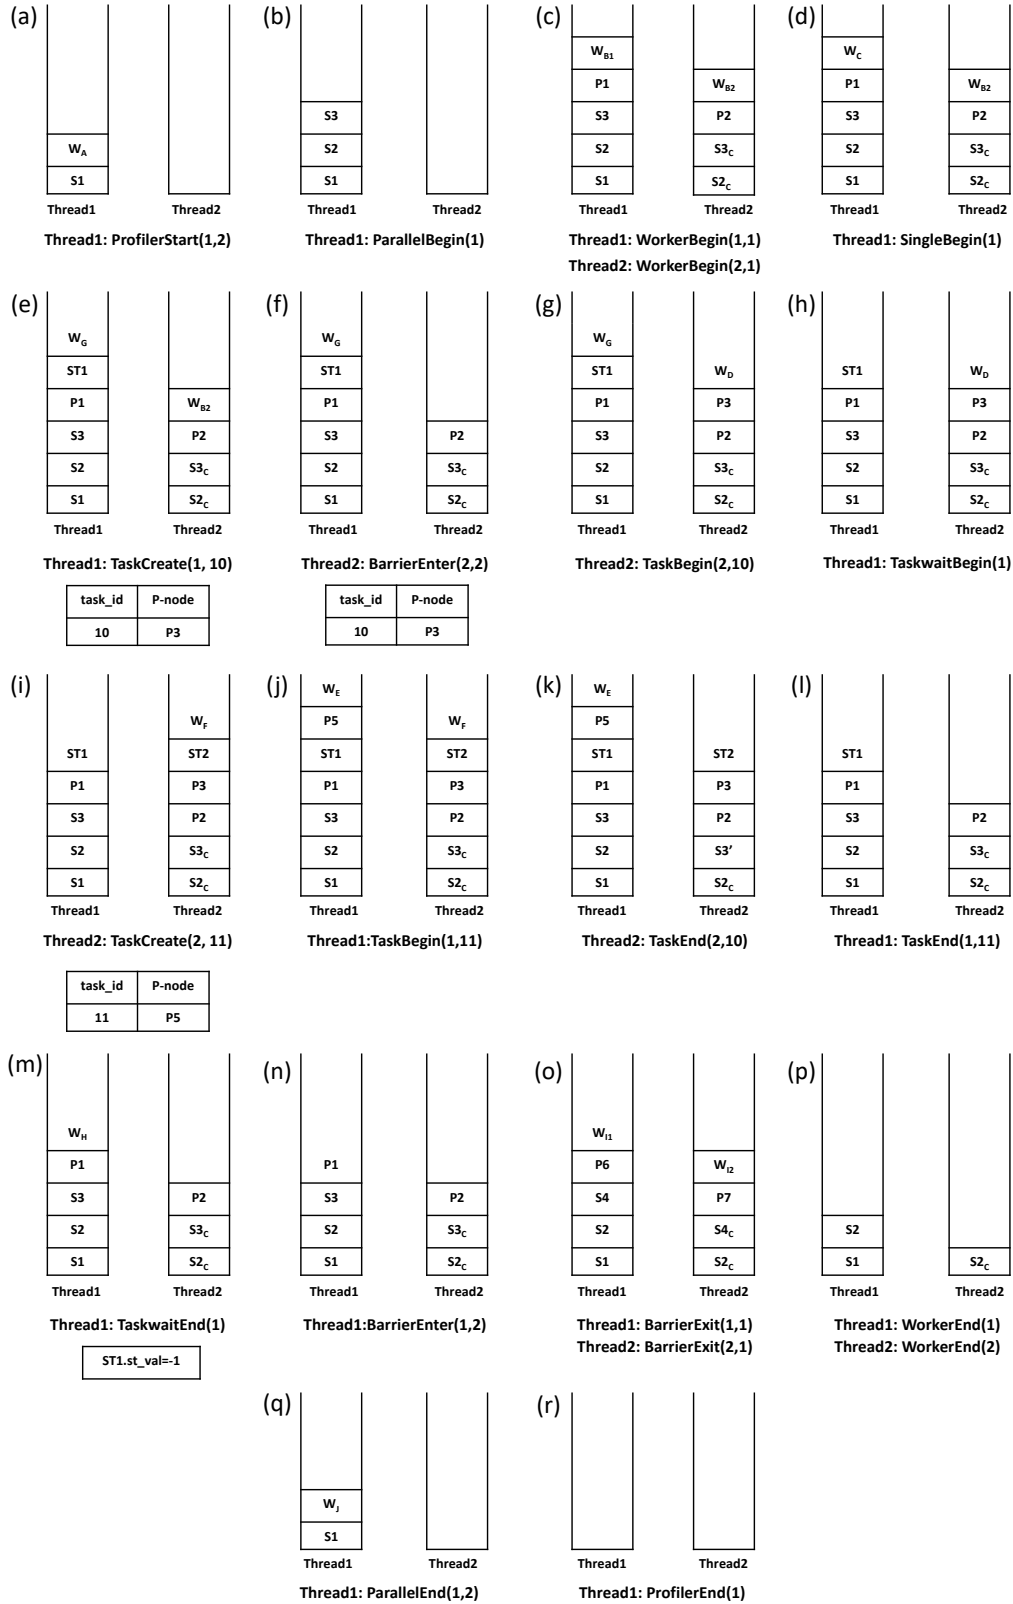 (a)
W_A
S1
Thread1
Thread2
Thread1: ProfilerStart(1,2)
(b)
S3
S2
S1
Thread1
Thread2
Thread1: ParallelBegin(1)
(c)
W_B1
P1
S3
S2
S1
W_B2
P2
S3_C
S2_C
Thread1
Thread2
Thread1: WorkerBegin(1,1)
Thread2: WorkerBegin(2,1)
(d)
W_C
P1
S3
S2
S1
W_B2
P2
S3_C
S2_C
Thread1
Thread2
Thread1: SingleBegin(1)
(e)
W_G
ST1
P1
S3
S2
S1
W_B2
P2
S3_C
S2_C
Thread1
Thread2
Thread1: TaskCreate(1, 10)
task_id P-node
10 P3
(f)
W_G
ST1
P1
S3
S2
S1
P2
S3_C
S2_C
Thread1
Thread2
Thread2: BarrierEnter(2,2)
task_id P-node
10 P3
(g)
W_G
ST1
P1
S3
S2
S1
W_D
P3
P2
S3_C
S2_C
Thread1
Thread2
Thread2: TaskBegin(2,10)
(h)
ST1
P1
S3
S2
S1
W_D
P3
P2
S3_C
S2_C
Thread1
Thread2
Thread1: TaskwaitBegin(1)
(i)
ST1
P1
S3
S2
S1
W_F
ST2
P3
P2
S3_C
S2_C
Thread1
Thread2
Thread2: TaskCreate(2, 11)
task_id P-node
11 P5
(j)
W_E
P5
ST1
P1
S3
S2
S1
W_F
ST2
P3
P2
S3_C
S2_C
Thread1
Thread2
Thread1:TaskBegin(1,11)
(k)
W_E
P5
ST1
P1
S3
S2
S1
ST2
P3
P2
S3’
S2_C
Thread1
Thread2
Thread2: TaskEnd(2,10)
(l)
ST1
P1
S3
S2
S1
P2
S3_C
S2_C
Thread1
Thread2
Thread1: TaskEnd(1,11)
(m)
W_H
P1
S3
S2
S1
P2
S3_C
S2_C
Thread1
Thread2
Thread1: TaskwaitEnd(1)
ST1.st_val=-1
(n)
P1
S3
S2
S1
P2
S3_C
S2_C
Thread1
Thread2
Thread1:BarrierEnter(1,2)
(o)
W_I1
P6
S4
S2
S1
W_I2
P7
S4_C
S2_C
Thread1
Thread2
Thread1: BarrierExit(1,1)
Thread2: BarrierExit(2,1)
(p)
S2
S1
S2_C
Thread1
Thread2
Thread1: WorkerEnd(1)
Thread2: WorkerEnd(2)
(q)
W_J
S1
Thread1
Thread2
Thread1: ParallelEnd(1,2)
(r)
Thread1
Thread2
Thread1: ProfilerEnd(1)